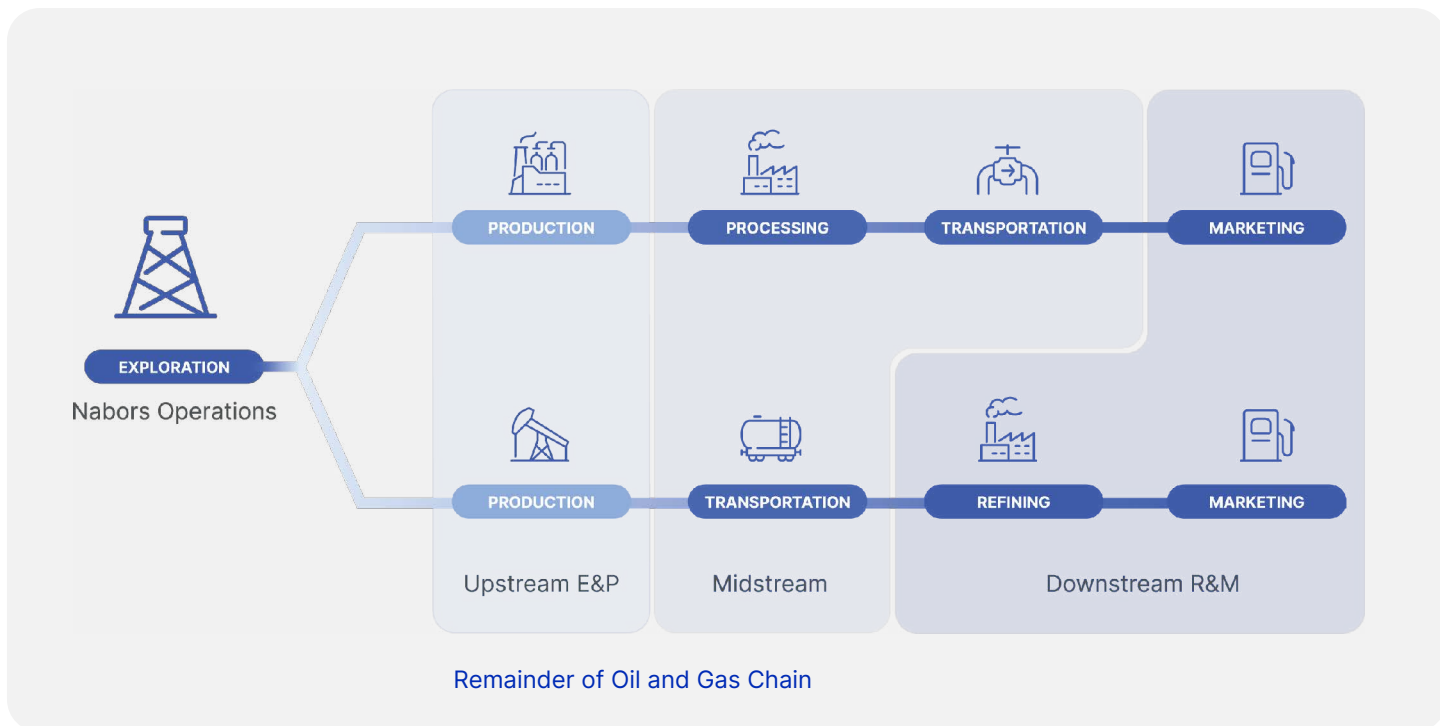 PRODUCTION
PROCESSING
TRANSPORTATION
MARKETING
EXPLORATION
Nabors Operations
PRODUCTION
TRANSPORTATION
REFINING
MARKETING
Upstream E&P
Midstream
Downstream R&M
Remainder of Oil and Gas Chain